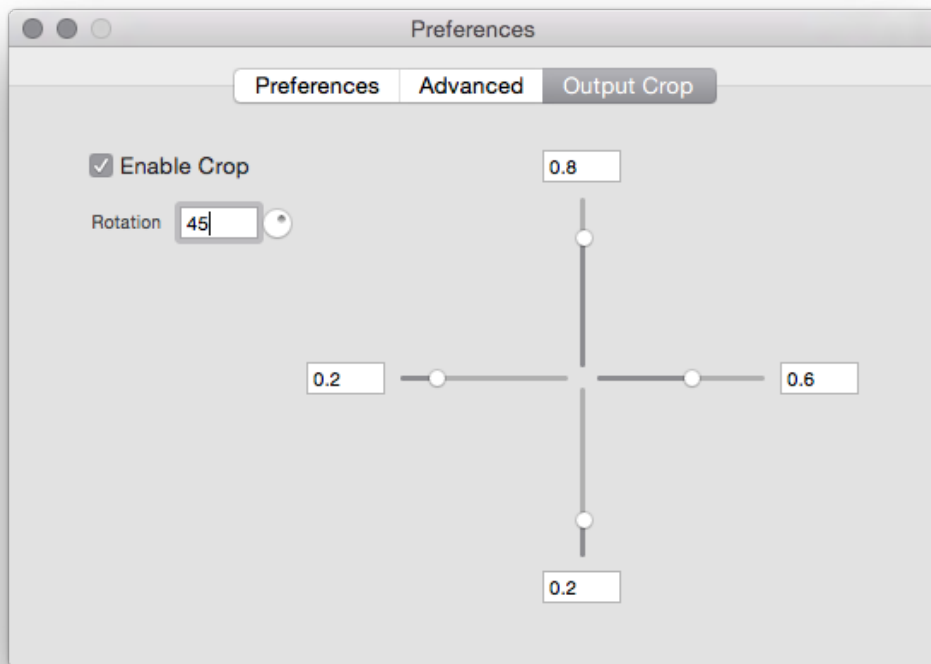 Preferences
Preferences Advanced Output Crop
Enable Crop
0.8
Rotation 45
0.2
0.6
0.2